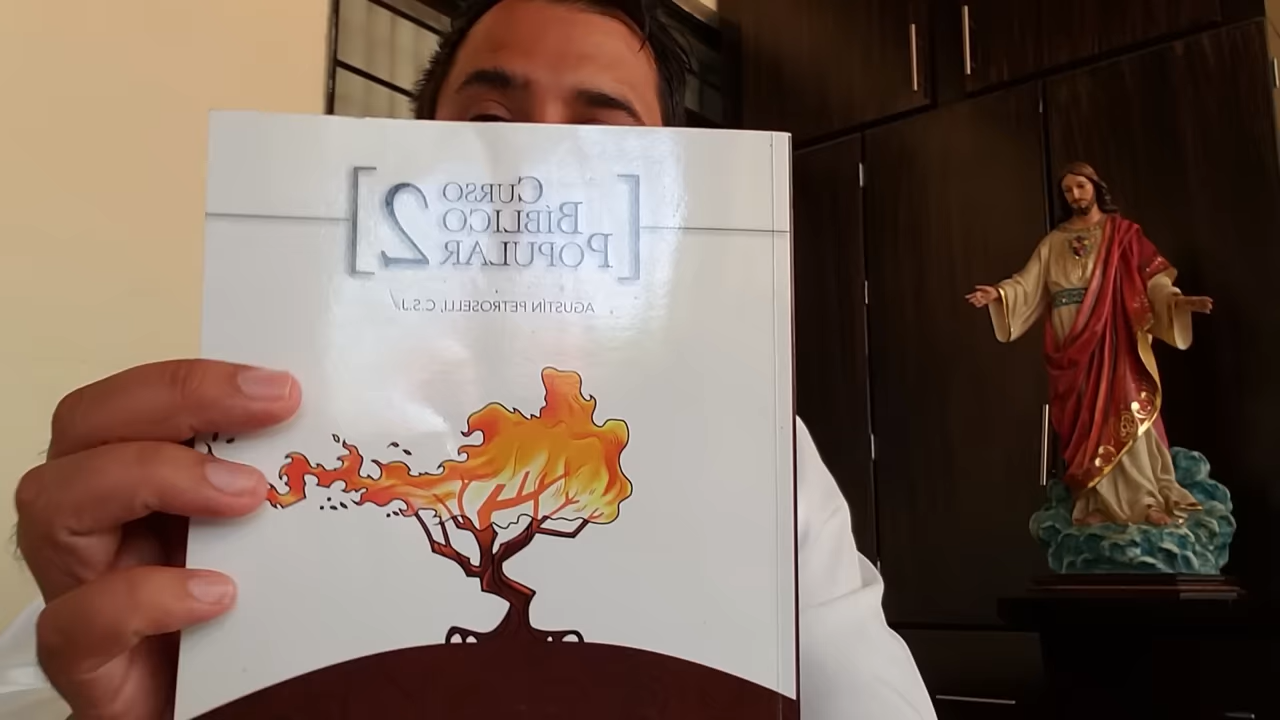 CURSO
BÍBLICO
POPULAR
2
AGUSTÍN PETROSELLI, C.S.J.